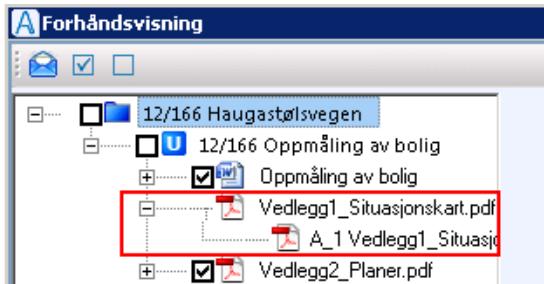 Forhåndsvisning
12/166 Haugastølsvegen
U 12/166 Oppmåling av bolig
Oppmåling av bolig
Vedlegg1_Situasjonskart.pdf
A_1 Vedlegg1_Situasjo
Vedlegg2_Planer.pdf